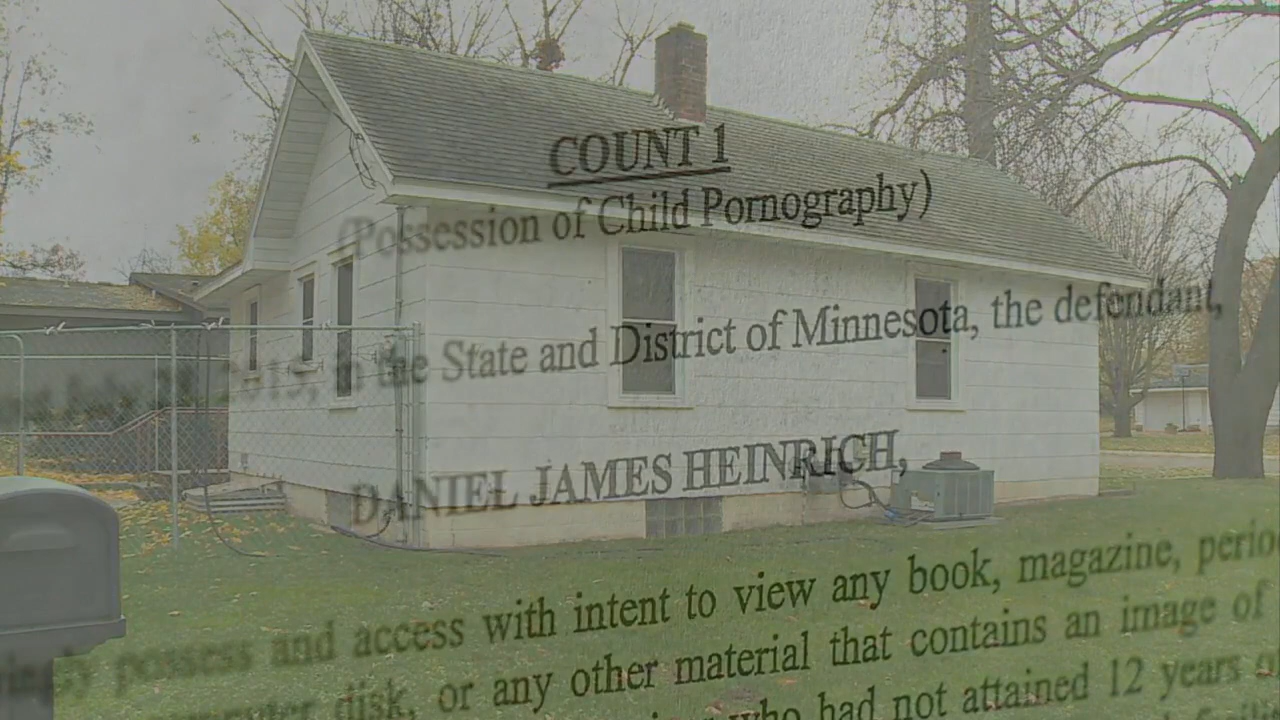 COUNT 1
(Possession of Child Pornography)
in the State and District of Minnesota, the defendant,
DANIEL JAMES HEINRICH,
possess and access with intent to view any book, magazine,
disk, or any other material that contains an image of
who had not attained 12 years